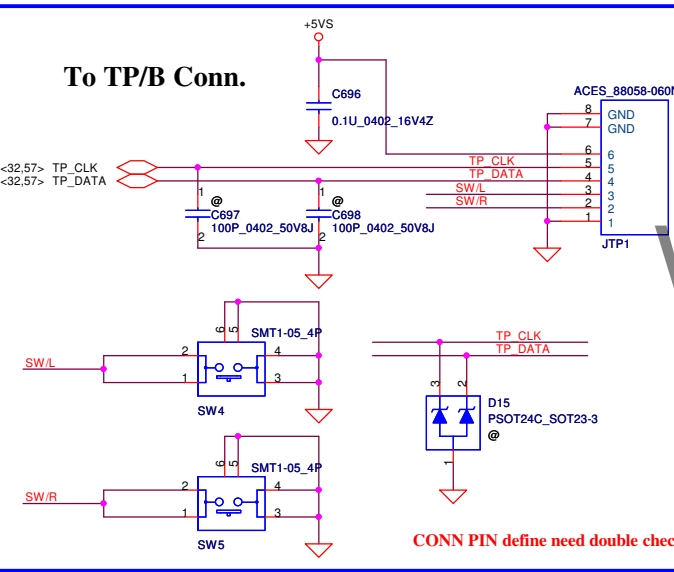 +5VS
To TP/B Conn.
C696
0.1U_0402_16V4Z
ACES_88058-060N
8 GND
7 GND
6 6
<32,57> TP_CLK TP_CLK 5 5
<32,57> TP_DATA TP_DATA 4 4
SW/L 3 3
SW/R 2 2
1 1
JTP1
1 @
C697
100P_0402_50V8J
2
1 @
C698
100P_0402_50V8J
2
6 5 SMT1-05_4P
SW/L 2 4
1 3
SW4
TP_CLK
TP_DATA
3 2
D15
PSOT24C_SOT23-3
@
1
6 5 SMT1-05_4P
SW/R 2 4
1 3
SW5
CONN PIN define need double chec